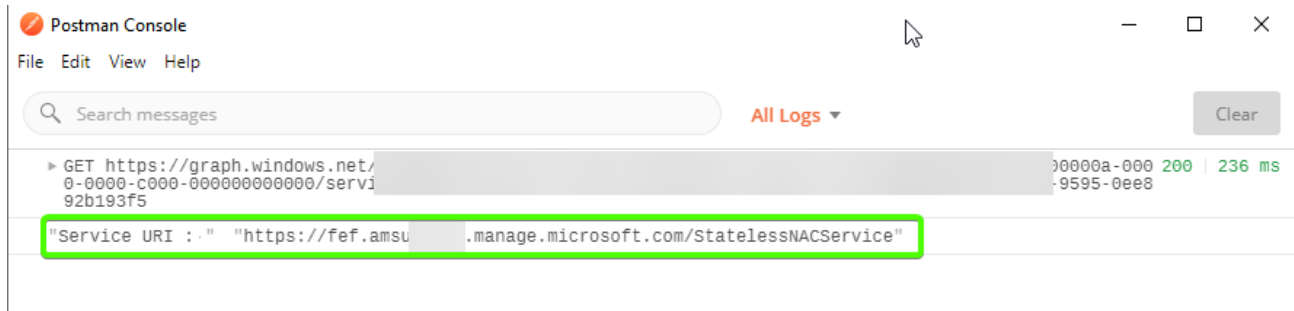 Postman Console
File Edit View Help
Search messages
All Logs
Clear
GET https://graph.windows.net/ 00000a-000 200 236 ms
0-0000-c000-000000000000/servi -9595-0ee8
92b193f5
"Service URI : " "https://fef.amsu .manage.microsoft.com/StatelessNACService"